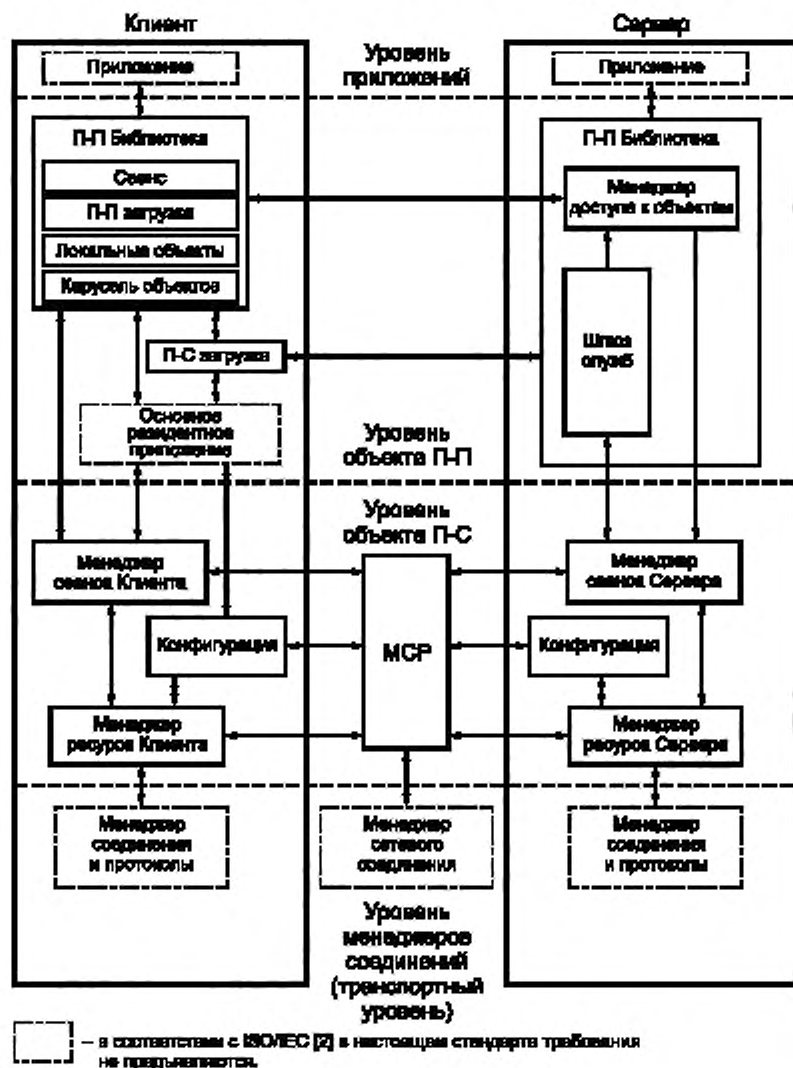 Клиент
Сервер
Приложение
Уровень
приложений
Приложение
П-П Библиотека
Сеанс
П-П загрузка
Локальные объекты
Карусель объектов
П-П Библиотека
Менеджер
доступа к объектам
Шлюз
служб
П-С загрузка
Основное
резидентное
приложение
Уровень
объекта П-П
Уровень
объекта П-С
Менеджер
сеанса Клиента
МСР
Менеджер
сеанса Сервера
Конфигурация
Конфигурация
Менеджер
ресурса Клиента
Менеджер
ресурса Сервера
Менеджер
соединения
и протоколы
Менеджер
сетевого
соединения
Менеджер
соединения
и протоколы
Уровень
менеджеров
соединений
(транспортный
уровень)
– в соответствии с ISO/IEC [2] в настоящем стандарте требования
не предъявляются.